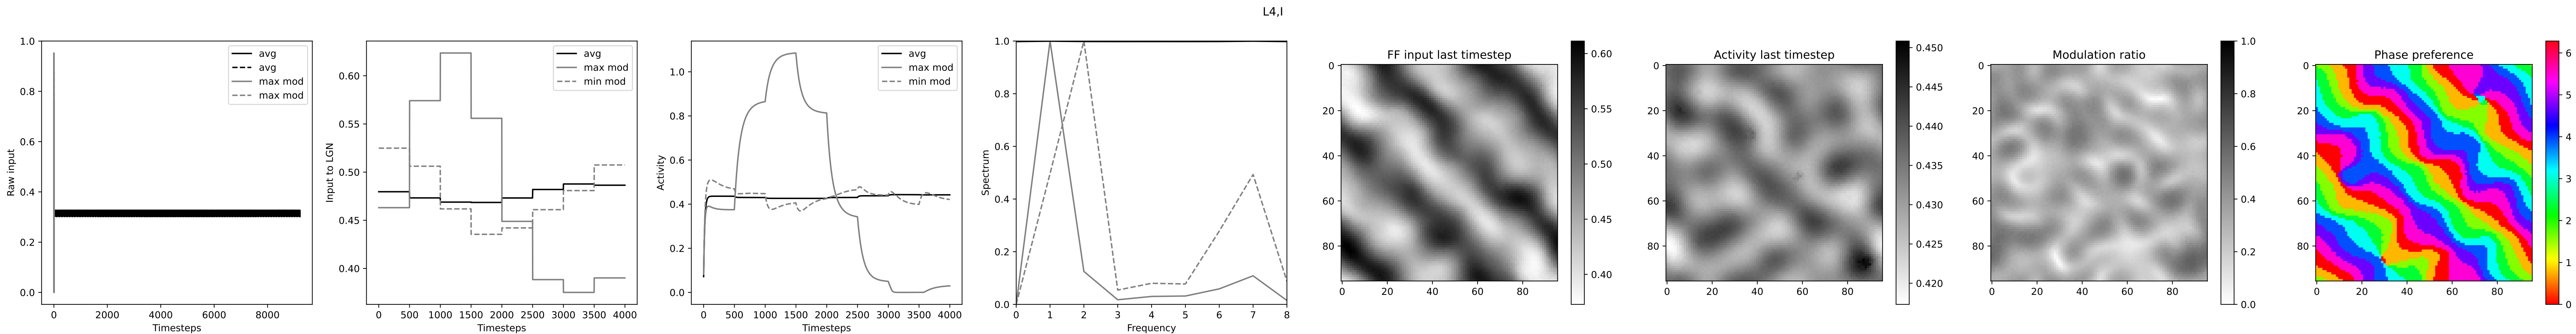 L4,I
Raw input
1.0
0.8
0.6
0.4
0.2
0.0
avg
avg
max mod
max mod
0 2000 4000 6000 8000
Timesteps
Input to LGN
0.60
0.55
0.50
0.45
0.40
avg
max mod
min mod
0 500 1000 1500 2000 2500 3000 3500 4000
Timesteps
Activity
1.0
0.8
0.6
0.4
0.2
0.0
avg
max mod
min mod
0 500 1000 1500 2000 2500 3000 3500 4000
Timesteps
Spectrum
1.0
0.8
0.6
0.4
0.2
0.0
0 1 2 3 4 5 6 7 8
Frequency
FF input last timestep
0
20
40
60
80
0 20 40 60 80
0.60
0.55
0.50
0.45
0.40
Activity last timestep
0
20
40
60
80
0 20 40 60 80
0.450
0.445
0.440
0.435
0.430
0.425
0.420
Modulation ratio
0
20
40
60
80
0 20 40 60 80
1.0
0.8
0.6
0.4
0.2
0.0
Phase preference
0
20
40
60
80
0 20 40 60 80
6
5
4
3
2
1
0